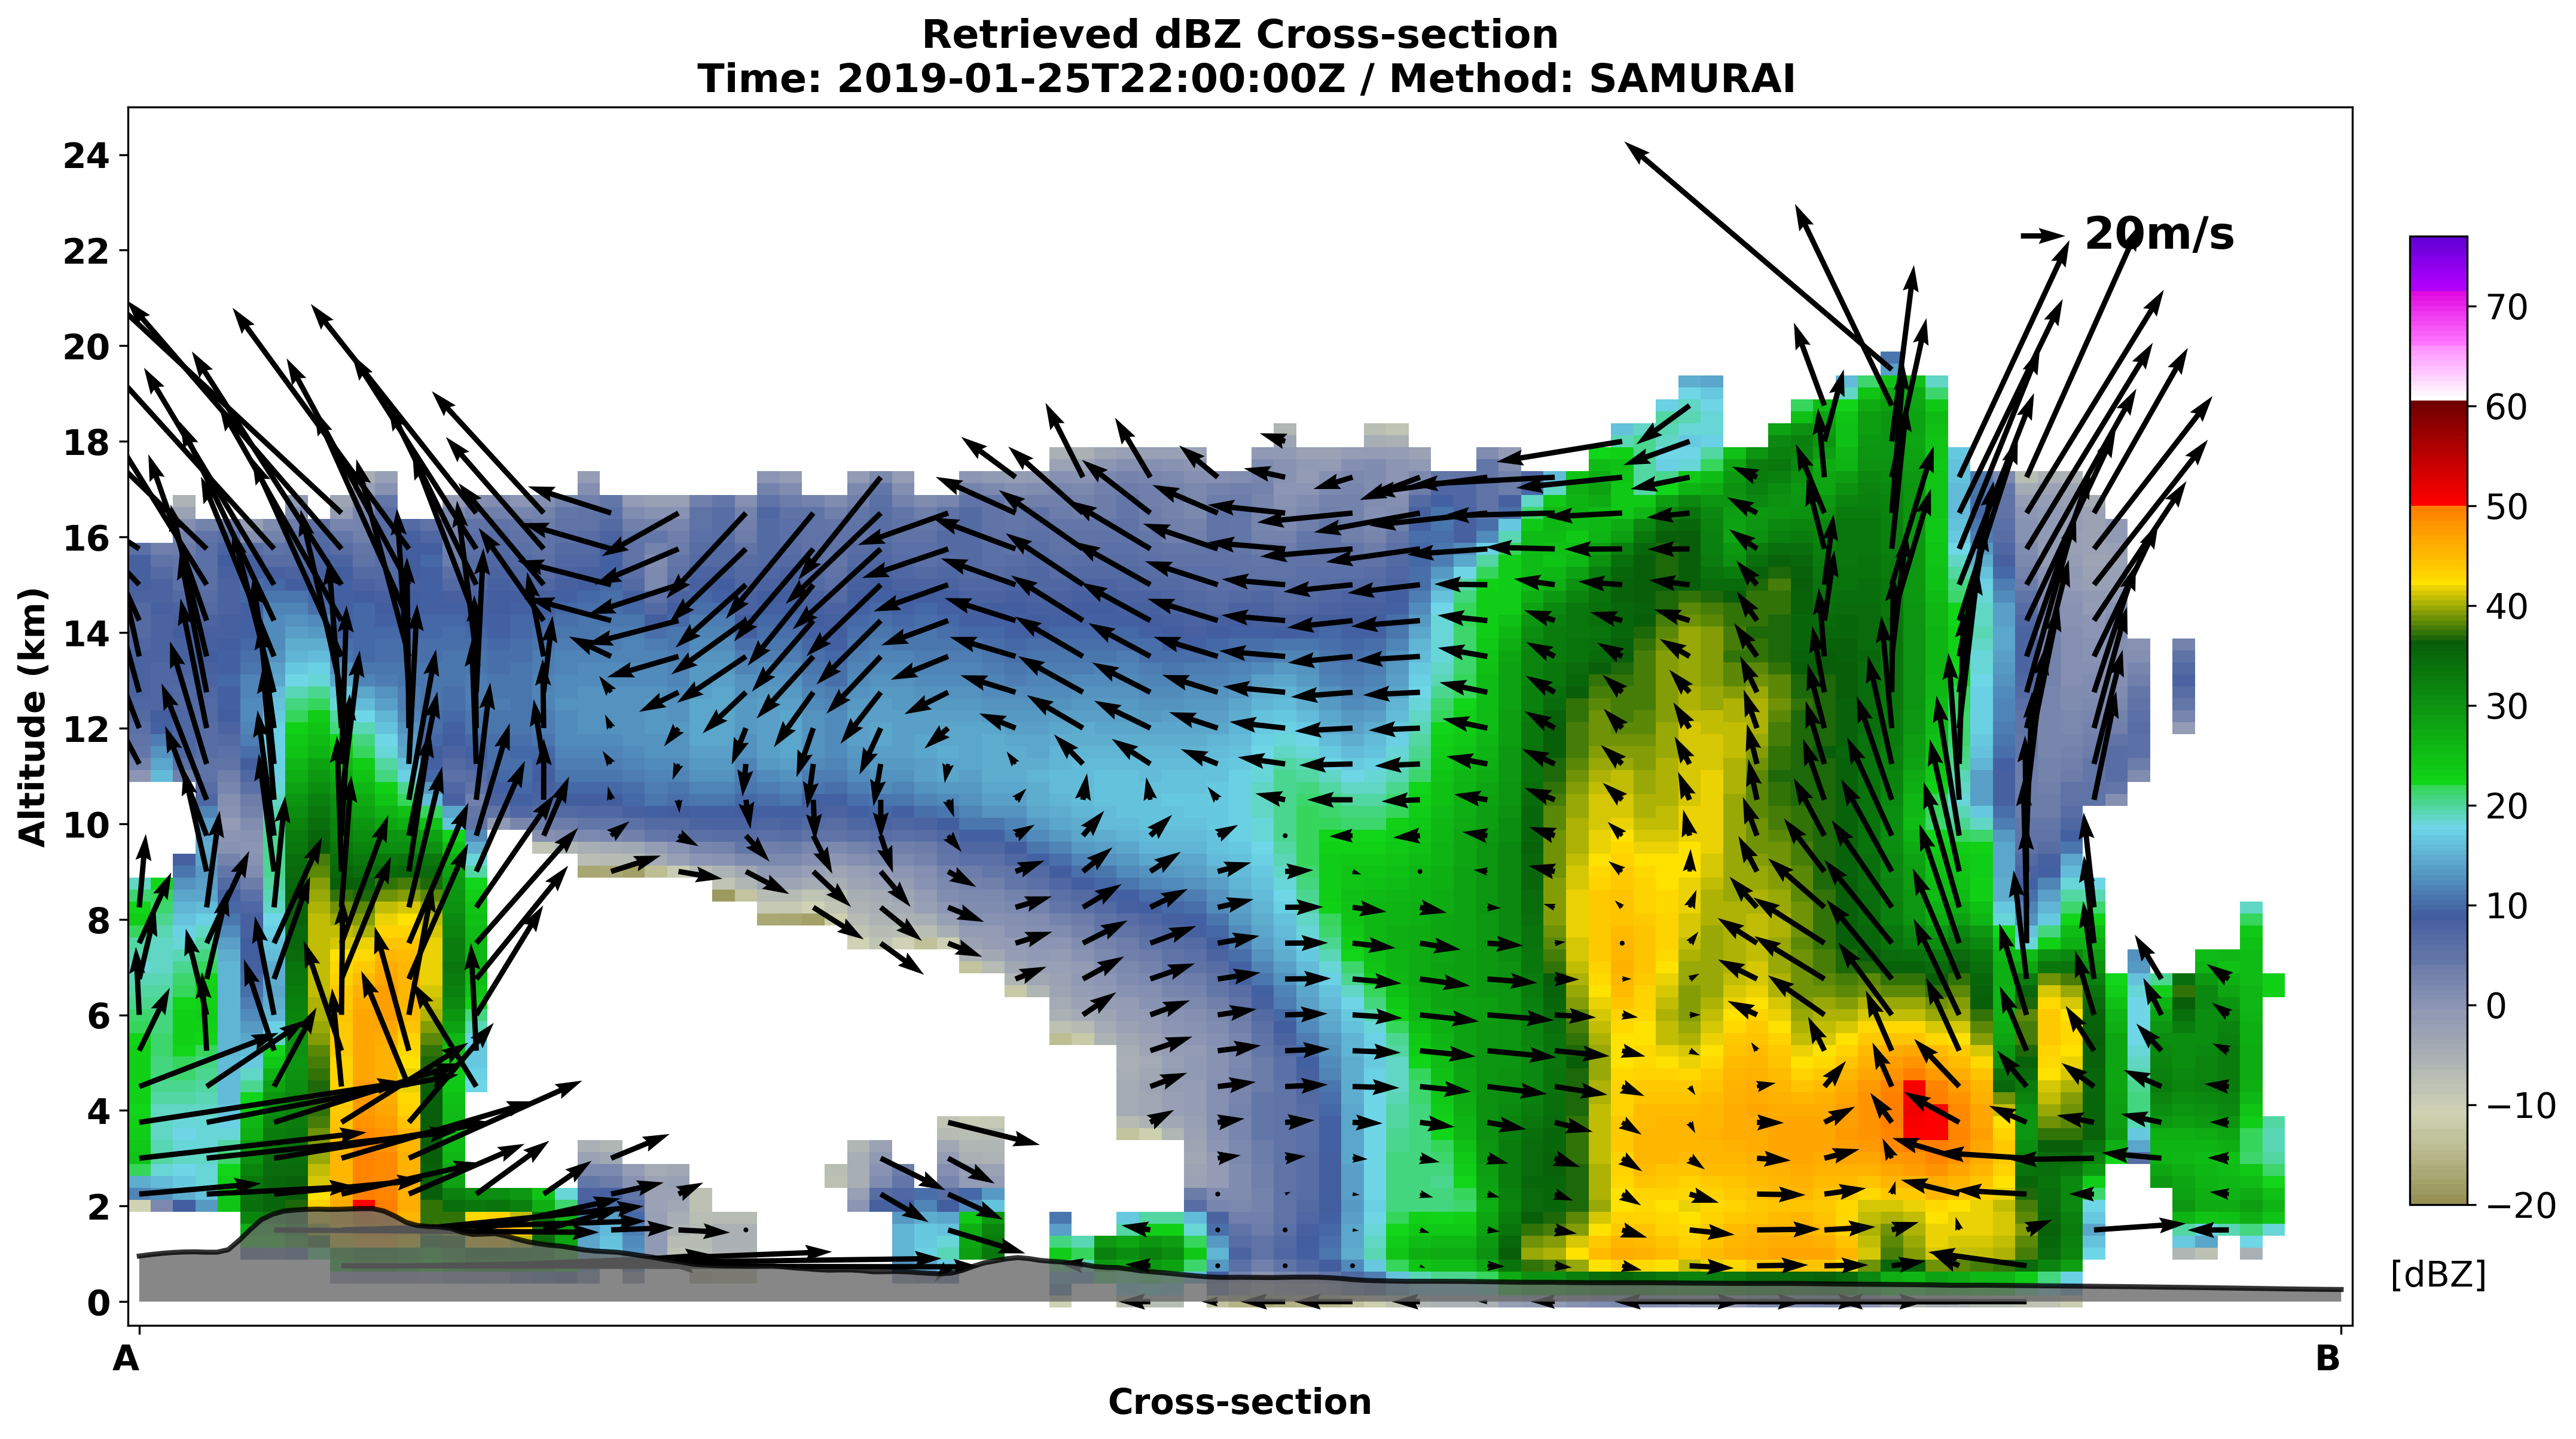 Retrieved dBZ Cross-section
Time: 2019-01-25T22:00:00Z / Method: SAMURAI
24
22
20
18
16
14
12
10
8
6
4
2
0
Altitude (km)
20m/s
A
B
Cross-section
70
60
50
40
30
20
10
0
−10
−20
[dBZ]